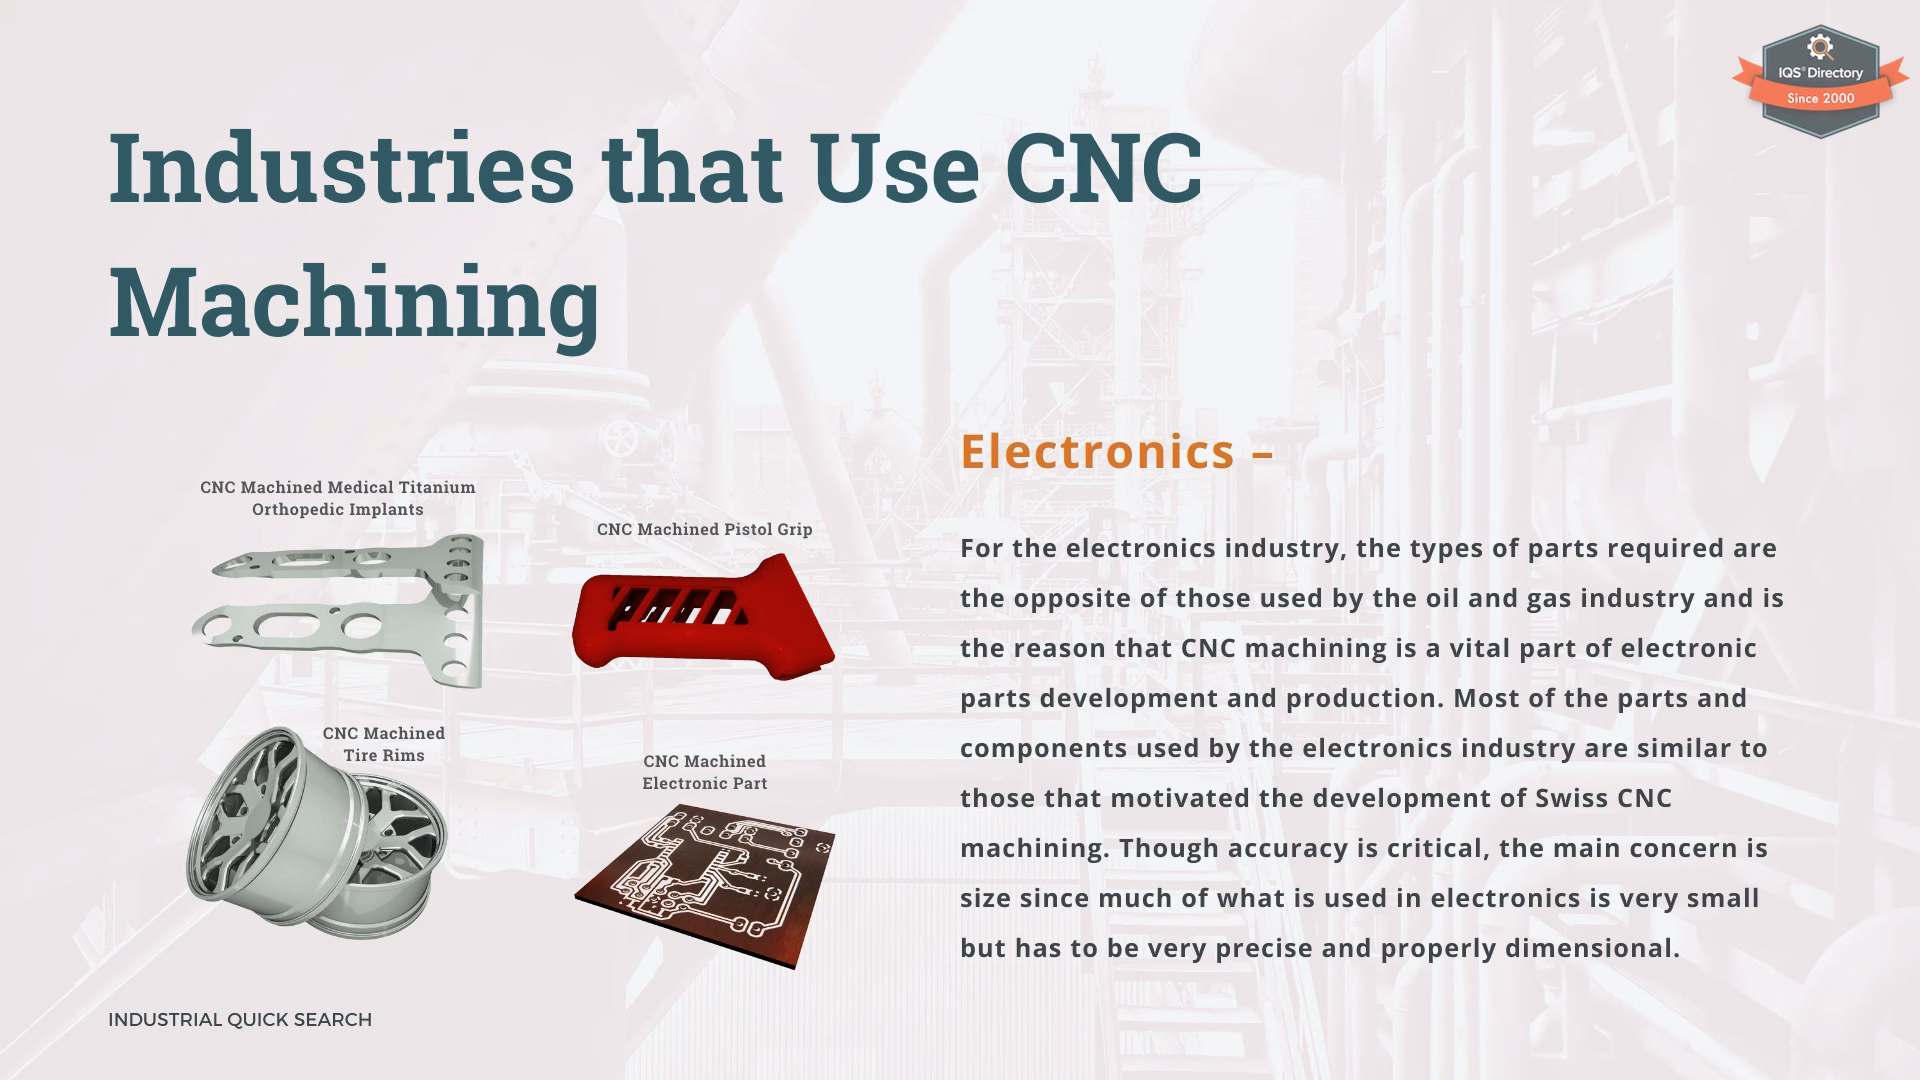 IQS® Directory
Since 2000
Industries that Use CNC
Machining
CNC Machined Medical Titanium
Orthopedic Implants
CNC Machined Pistol Grip
CNC Machined
Tire Rims
CNC Machined
Electronic Part
Electronics –
For the electronics industry, the types of parts required are
the opposite of those used by the oil and gas industry and is
the reason that CNC machining is a vital part of electronic
parts development and production. Most of the parts and
components used by the electronics industry are similar to
those that motivated the development of Swiss CNC
machining. Though accuracy is critical, the main concern is
size since much of what is used in electronics is very small
but has to be very precise and properly dimensional.
INDUSTRIAL QUICK SEARCH